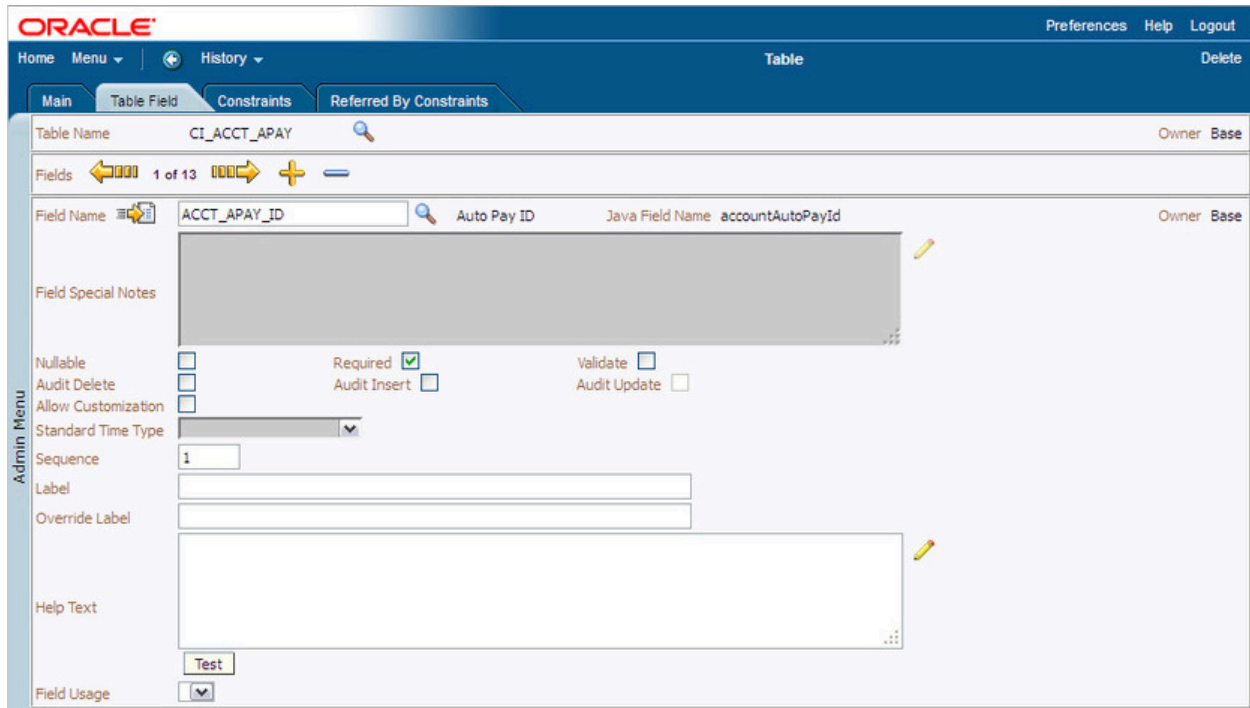 ORACLE
Preferences Help Logout
Home Menu History Table Delete
Main Table Field Constraints Referred By Constraints
Table Name CI_ACCT_APAY Owner Base
Fields 1 of 13
Field Name ACCT_APAY_ID Auto Pay ID Java Field Name accountAutoPayId Owner Base
Field Special Notes
Nullable Required Validate
Audit Delete Audit Insert Audit Update
Allow Customization
Standard Time Type
Sequence 1
Label
Override Label
Help Text
Test
Field Usage
Admin Menu